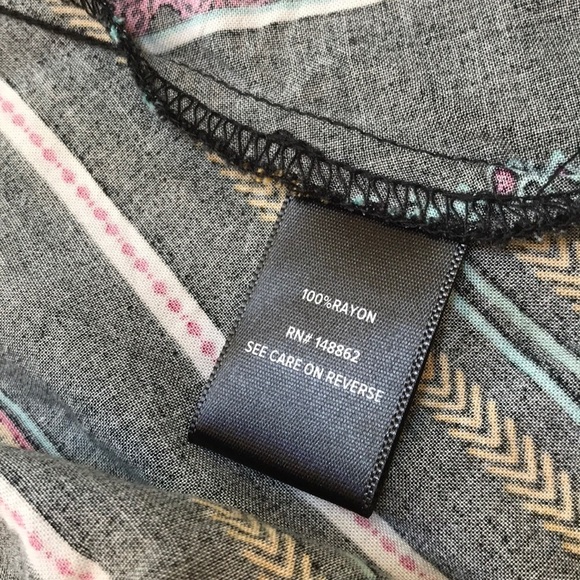 100%RAYON
RN# 148862
SEE CARE ON REVERSE